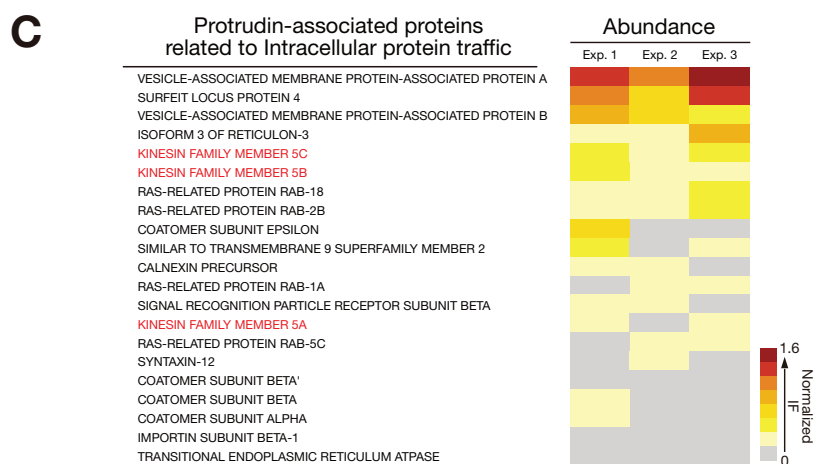 C
Protrudin-associated proteins
related to Intracellular protein traffic
Abundance
Exp. 1 Exp. 2 Exp. 3
VESICLE-ASSOCIATED MEMBRANE PROTEIN-ASSOCIATED PROTEIN A
SURFEIT LOCUS PROTEIN 4
VESICLE-ASSOCIATED MEMBRANE PROTEIN-ASSOCIATED PROTEIN B
ISOFORM 3 OF RETICULON-3
KINESIN FAMILY MEMBER 5C
KINESIN FAMILY MEMBER 5B
RAS-RELATED PROTEIN RAB-18
RAS-RELATED PROTEIN RAB-2B
COATOMER SUBUNIT EPSILON
SIMILAR TO TRANSMEMBRANE 9 SUPERFAMILY MEMBER 2
CALNEXIN PRECURSOR
RAS-RELATED PROTEIN RAB-1A
SIGNAL RECOGNITION PARTICLE RECEPTOR SUBUNIT BETA
KINESIN FAMILY MEMBER 5A
RAS-RELATED PROTEIN RAB-5C
SYNTAXIN-12
COATOMER SUBUNIT BETA'
COATOMER SUBUNIT BETA
COATOMER SUBUNIT ALPHA
IMPORTIN SUBUNIT BETA-1
TRANSITIONAL ENDOPLASMIC RETICULUM ATPASE
1.6
Normalized
IF
0